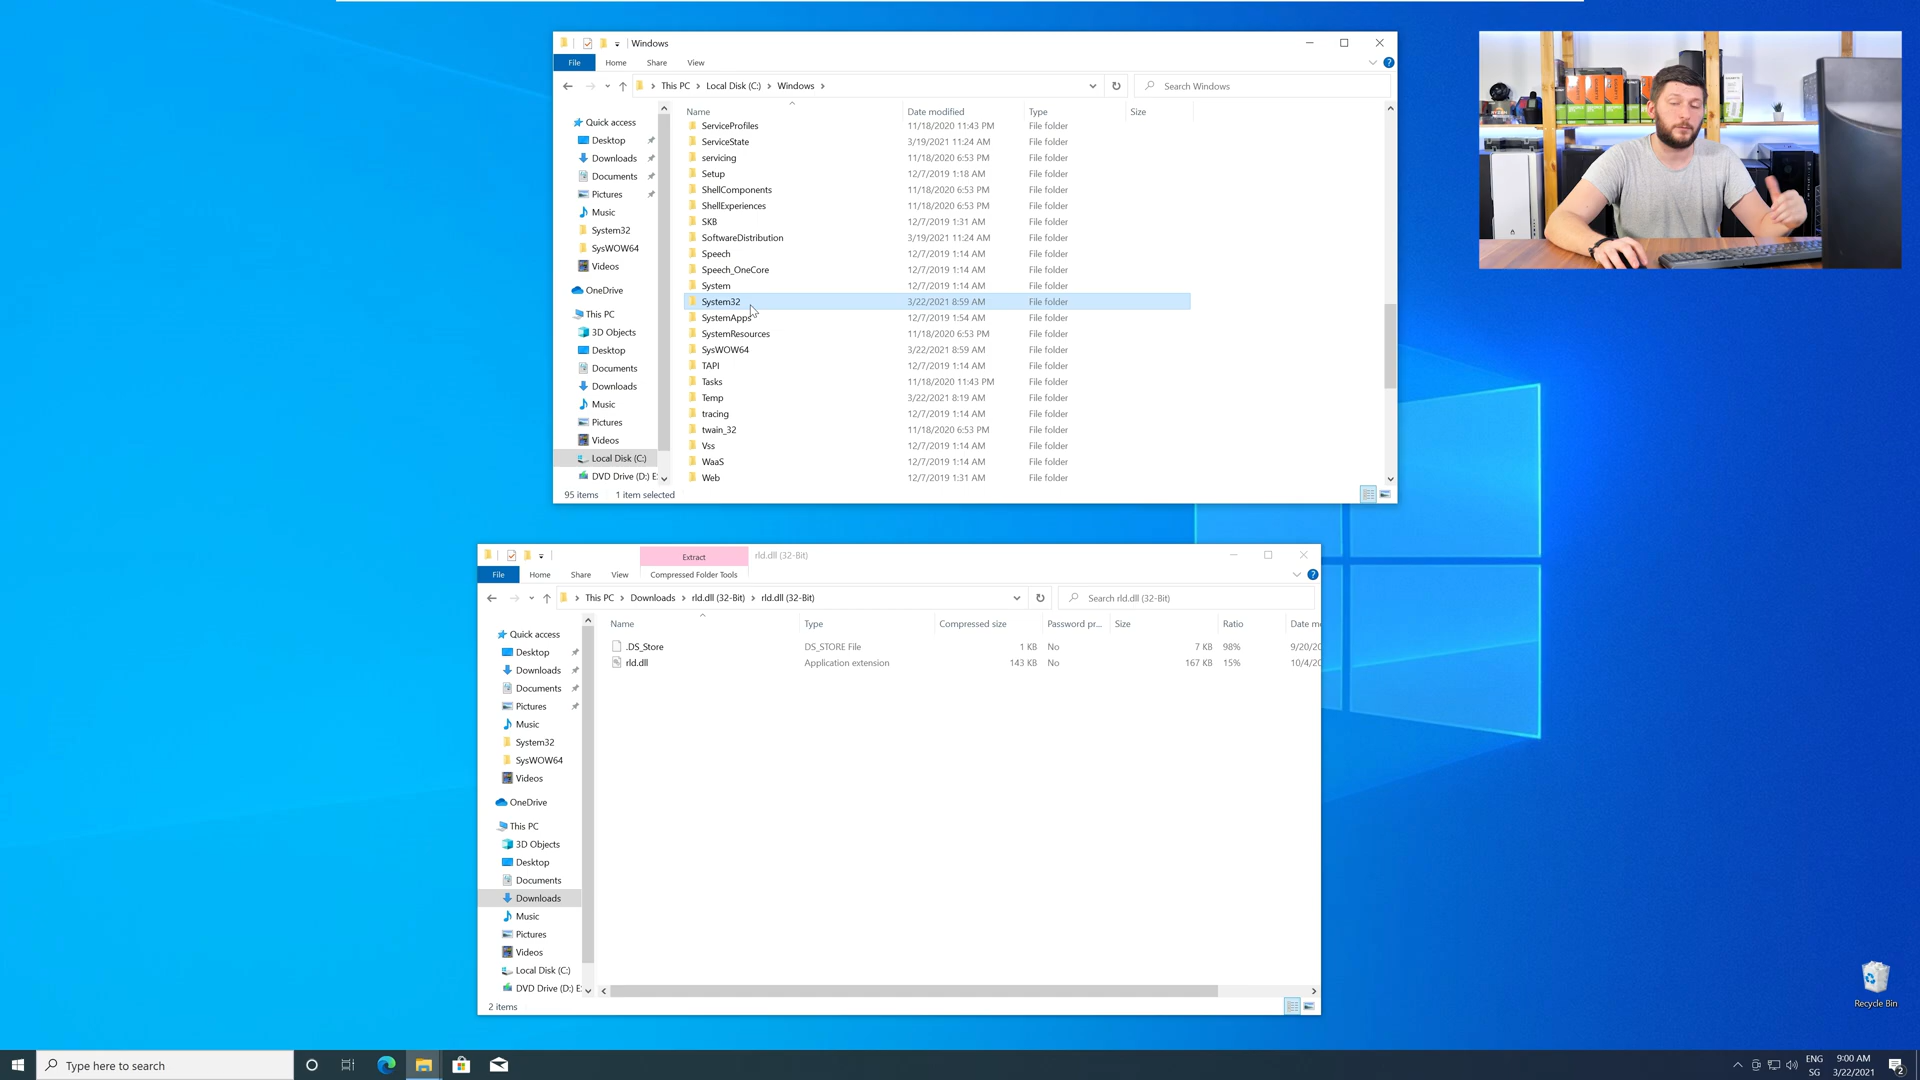 Windows
File Home Share View
This PC Local Disk (C:) Windows
Search Windows
Name Date modified Type Size
Quick access
Desktop
Downloads
Documents
Pictures
Music
System32
SysWOW64
Videos
OneDrive
This PC
3D Objects
Desktop
Documents
Downloads
Music
Pictures
Videos
Local Disk (C:)
DVD Drive (D:) E:
ServiceProfiles 11/18/2020 11:43 PM File folder
ServiceState 3/19/2021 11:24 AM File folder
servicing 11/18/2020 6:53 PM File folder
Setup 12/7/2019 1:18 AM File folder
ShellComponents 11/18/2020 6:53 PM File folder
ShellExperiences 11/18/2020 6:53 PM File folder
SKB 12/7/2019 1:31 AM File folder
SoftwareDistribution 3/19/2021 11:24 AM File folder
Speech 12/7/2019 1:14 AM File folder
Speech_OneCore 12/7/2019 1:14 AM File folder
System 12/7/2019 1:14 AM File folder
System32 3/22/2021 8:59 AM File folder
SystemApps 12/7/2019 1:54 AM File folder
SystemResources 11/18/2020 6:53 PM File folder
SysWOW64 3/22/2021 8:59 AM File folder
TAPI 12/7/2019 1:14 AM File folder
Tasks 11/18/2020 11:43 PM File folder
Temp 3/22/2021 8:19 AM File folder
tracing 12/7/2019 1:14 AM File folder
twain_32 11/18/2020 6:53 PM File folder
Vss 12/7/2019 1:14 AM File folder
WaaS 12/7/2019 1:14 AM File folder
Web 12/7/2019 1:31 AM File folder
95 items 1 item selected
Extract rld.dll (32-Bit)
File Home Share View Compressed Folder Tools
This PC Downloads rld.dll (32-Bit) rld.dll (32-Bit)
Search rld.dll (32-Bit)
Name Type Compressed size Password pr... Size Ratio Date mo
.DS_Store DS_STORE File 1 KB No 7 KB 98% 9/20/20
rld.dll Application extension 143 KB No 167 KB 15% 10/4/20
Quick access
Desktop
Downloads
Documents
Pictures
Music
System32
SysWOW64
Videos
OneDrive
This PC
3D Objects
Desktop
Documents
Downloads
Music
Pictures
Videos
Local Disk (C:)
DVD Drive (D:) E:
2 items
Recycle Bin
Type here to search
ENG
SG
9:00 AM
3/22/2021
2